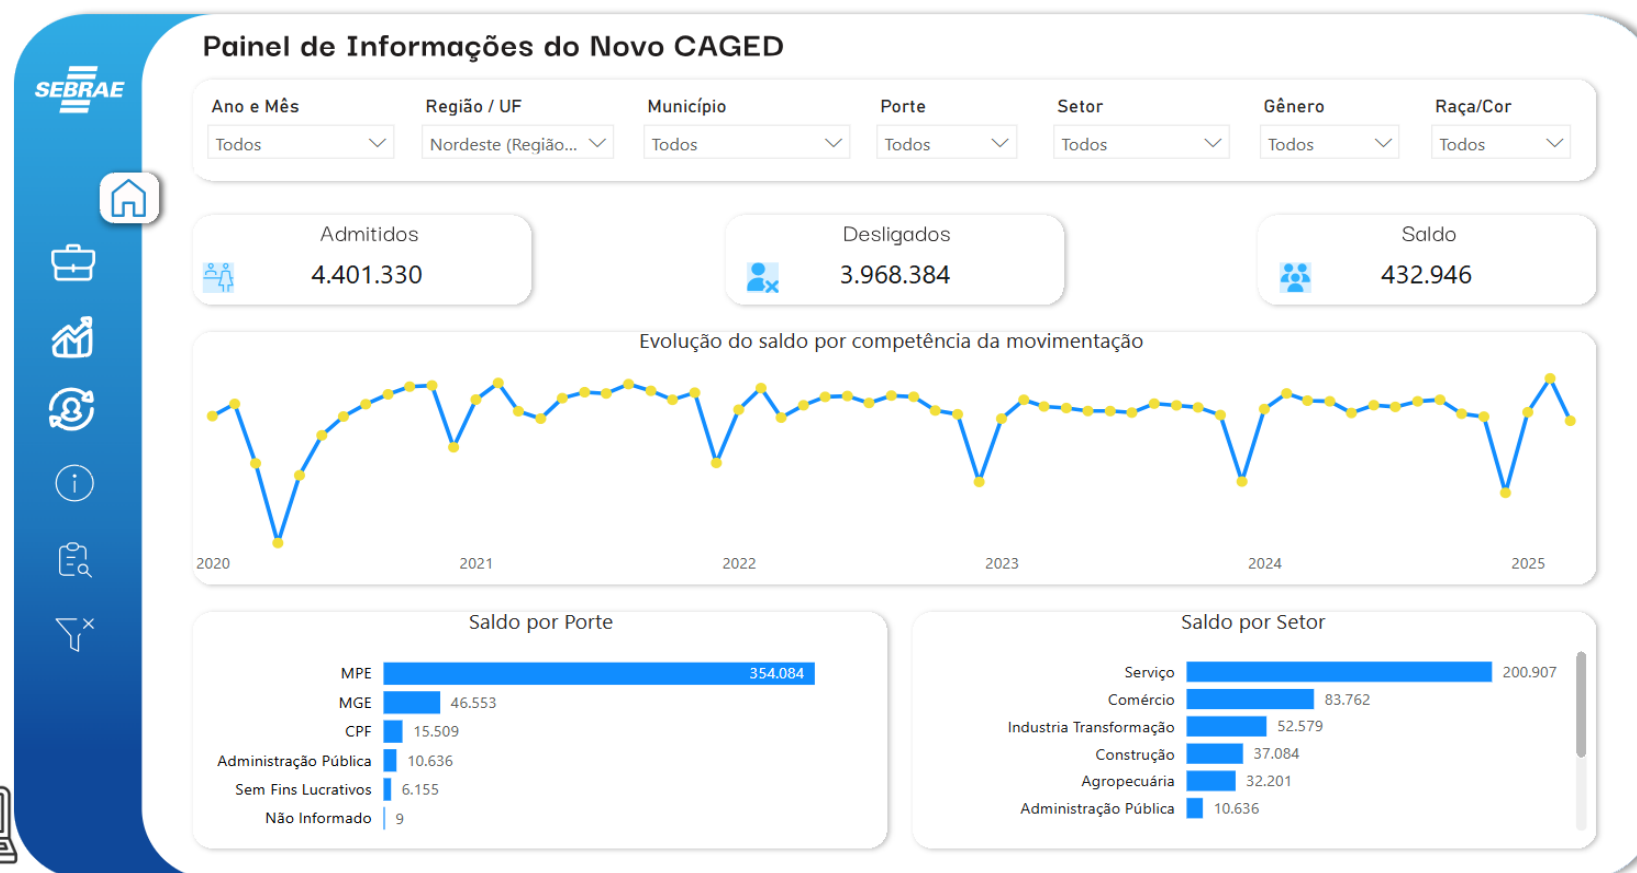 Painel de Informações do Novo CAGED
SEBRAE
Ano e Mês Região / UF Município Porte Setor Gênero Raça/Cor
Todos Nordeste (Região... Todos Todos Todos Todos Todos
Admitidos Desligados Saldo
4.401.330 3.968.384 432.946
Evolução do saldo por competência da movimentação
2020 2021 2022 2023 2024 2025
Saldo por Porte
MPE 354.084
MGE 46.553
CPF 15.509
Administração Pública 10.636
Sem Fins Lucrativos 6.155
Não Informado 9
Saldo por Setor
Serviço 200.907
Comércio 83.762
Industria Transformação 52.579
Construção 37.084
Agropecuária 32.201
Administração Pública 10.636